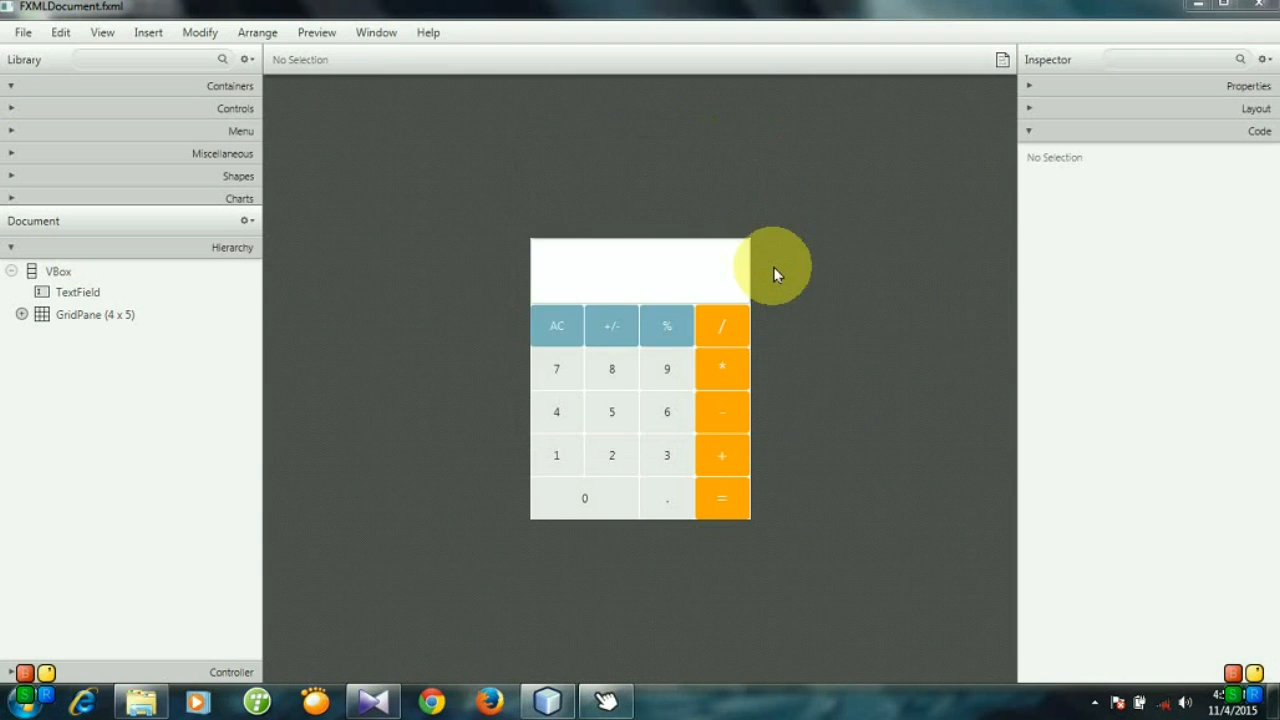 FXMLDocument.fxml
File Edit View Insert Modify Arrange Preview Window Help
Library
No Selection
Inspector
Containers
Controls
Menu
Miscellaneous
Shapes
Charts
Document
Hierarchy
VBox
TextField
GridPane (4 x 5)
Controller
AC +/- % /
7 8 9 *
4 5 6 -
1 2 3 +
0 . =
Properties
Layout
Code
No Selection
B
S R
B
S R
11/4/2015